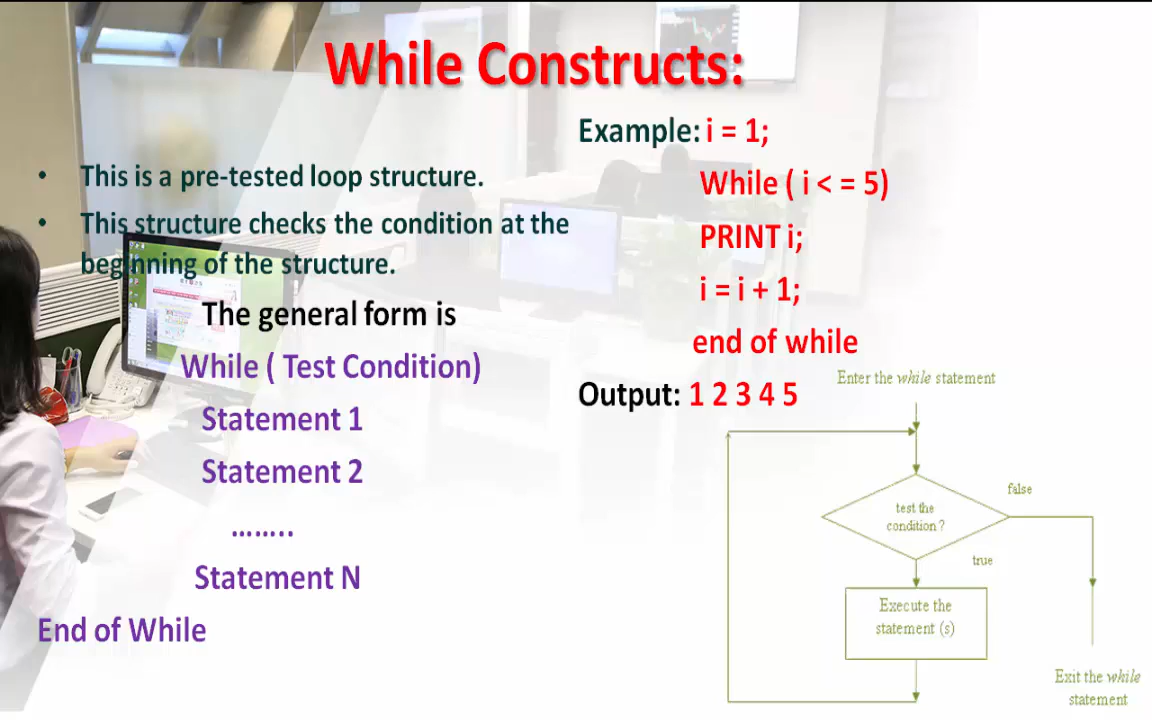 While Constructs:
• This is a pre-tested loop structure.
• This structure checks the condition at the
beginning of the structure.
The general form is
While ( Test Condition)
Statement 1
Statement 2
……..
Statement N
End of While
Example: i = 1;
While ( i < = 5)
PRINT i;
i = i + 1;
end of while
Output: 1 2 3 4 5
Enter the while statement
test the
condition ?
false
true
Execute the
statement (s)
Exit the while
statement